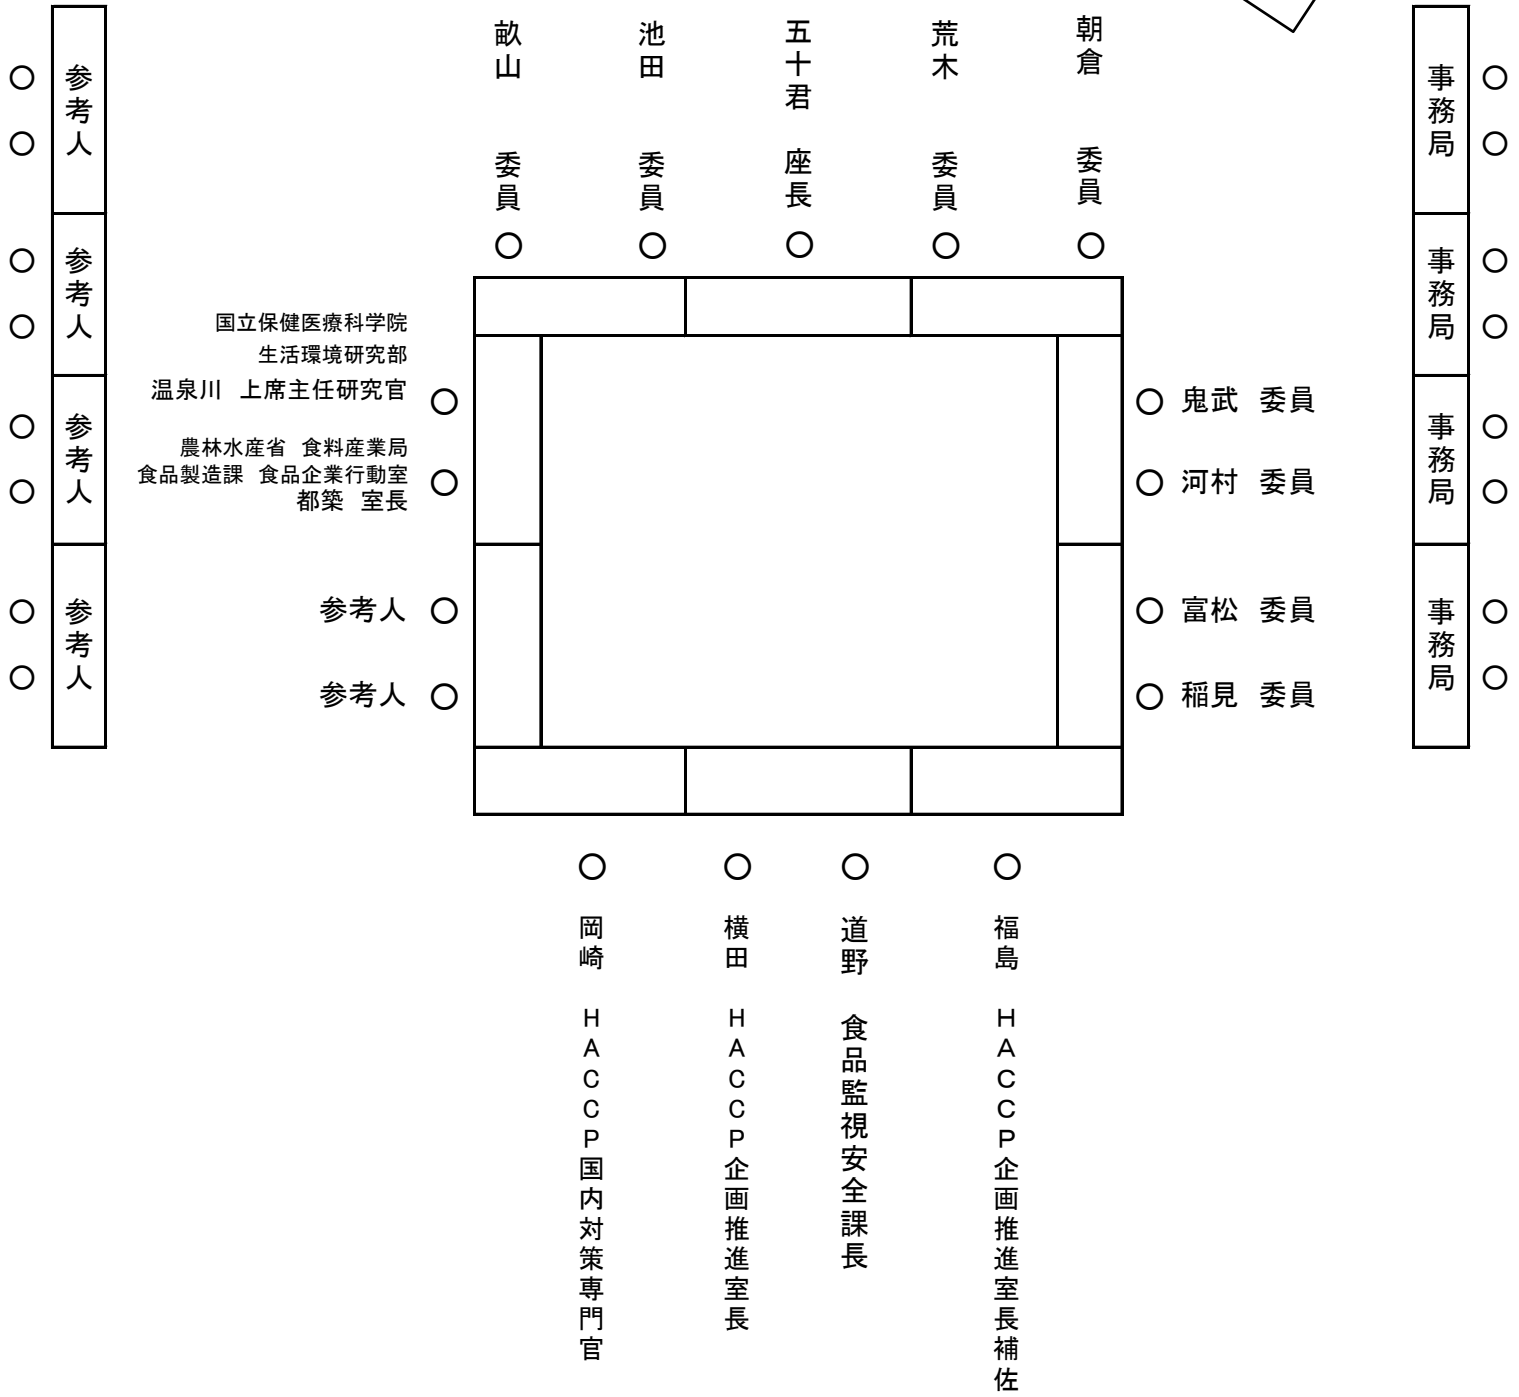 畝山 委員
池田 委員
五十君 座長
荒木 委員
朝倉 委員
参考人
参考人
参考人
参考人
国立保健医療科学院
生活環境研究部
温泉川 上席主任研究官
農林水産省 食料産業局
食品製造課 食品企業行動室
都築 室長
参考人
参考人
鬼武 委員
河村 委員
富松 委員
稲見 委員
事務局
事務局
事務局
事務局
岡崎 HACCP国内対策専門官
横田 HACCP企画推進室長
道野 食品監視安全課長
福島 HACCP企画推進室長補佐